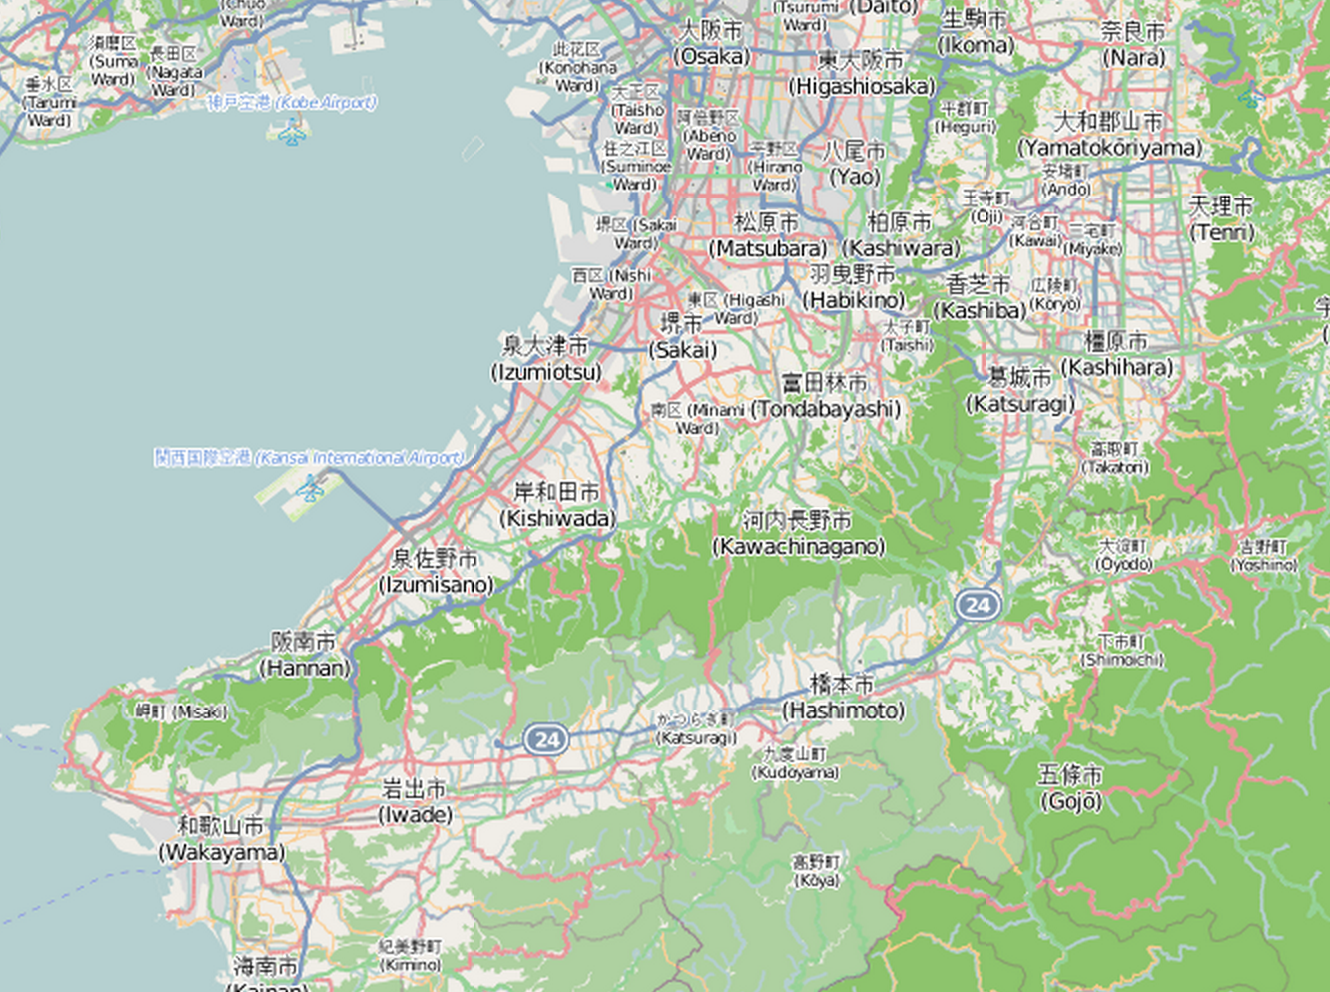 (Chuo
Ward)
須磨区
(Suma
Ward)
長田区
(Nagata
Ward)
垂水区
(Tarumi
Ward)
神戸空港 (Kobe Airport)
此花区
(Konohana
Ward)
大阪市
(Osaka)
(Tsurumi
Ward)
(Daito)
東大阪市
(Higashiosaka)
生駒市
(Ikoma)
奈良市
(Nara)
大正区
(Taisho
Ward)
阿倍野区
(Abeno
Ward)
平群町
(Heguri)
大和郡山市
(Yamatokōriyama)
住之江区
(Suminoe
Ward)
平野区
(Hirano
Ward)
八尾市
(Yao)
安堵町
(Ando)
王寺町
(Oji)
天理市
(Tenri)
堺区 (Sakai
Ward)
松原市
(Matsubara)
柏原市
(Kashiwara)
河合町
(Kawai)
三宅町
(Miyake)
西区 (Nishi
Ward)
東区 (Higashi
Ward)
羽曳野市
(Habikino)
香芝市
(Kashiba)
広陵町
(Kōryō)
堺市
(Sakai)
太子町
(Taishi)
泉大津市
(Izumiotsu)
橿原市
(Kashihara)
富田林市
(Tondabayashi)
葛城市
(Katsuragi)
南区 (Minami
Ward)
関西国際空港 (Kansai International Airport)
高取町
(Takatori)
岸和田市
(Kishiwada)
河内長野市
(Kawachinagano)
泉佐野市
(Izumisano)
大淀町
(Oyodo)
吉野町
(Yoshino)
24
阪南市
(Hannan)
下市町
(Shimoichi)
橋本市
(Hashimoto)
岬町 (Misaki)
かつらぎ町
(Katsuragi)
24
九度山町
(Kudoyama)
岩出市
(Iwade)
五條市
(Gojō)
和歌山市
(Wakayama)
高野町
(Kōya)
紀美野町
(Kimino)
海南市
(Kainan)